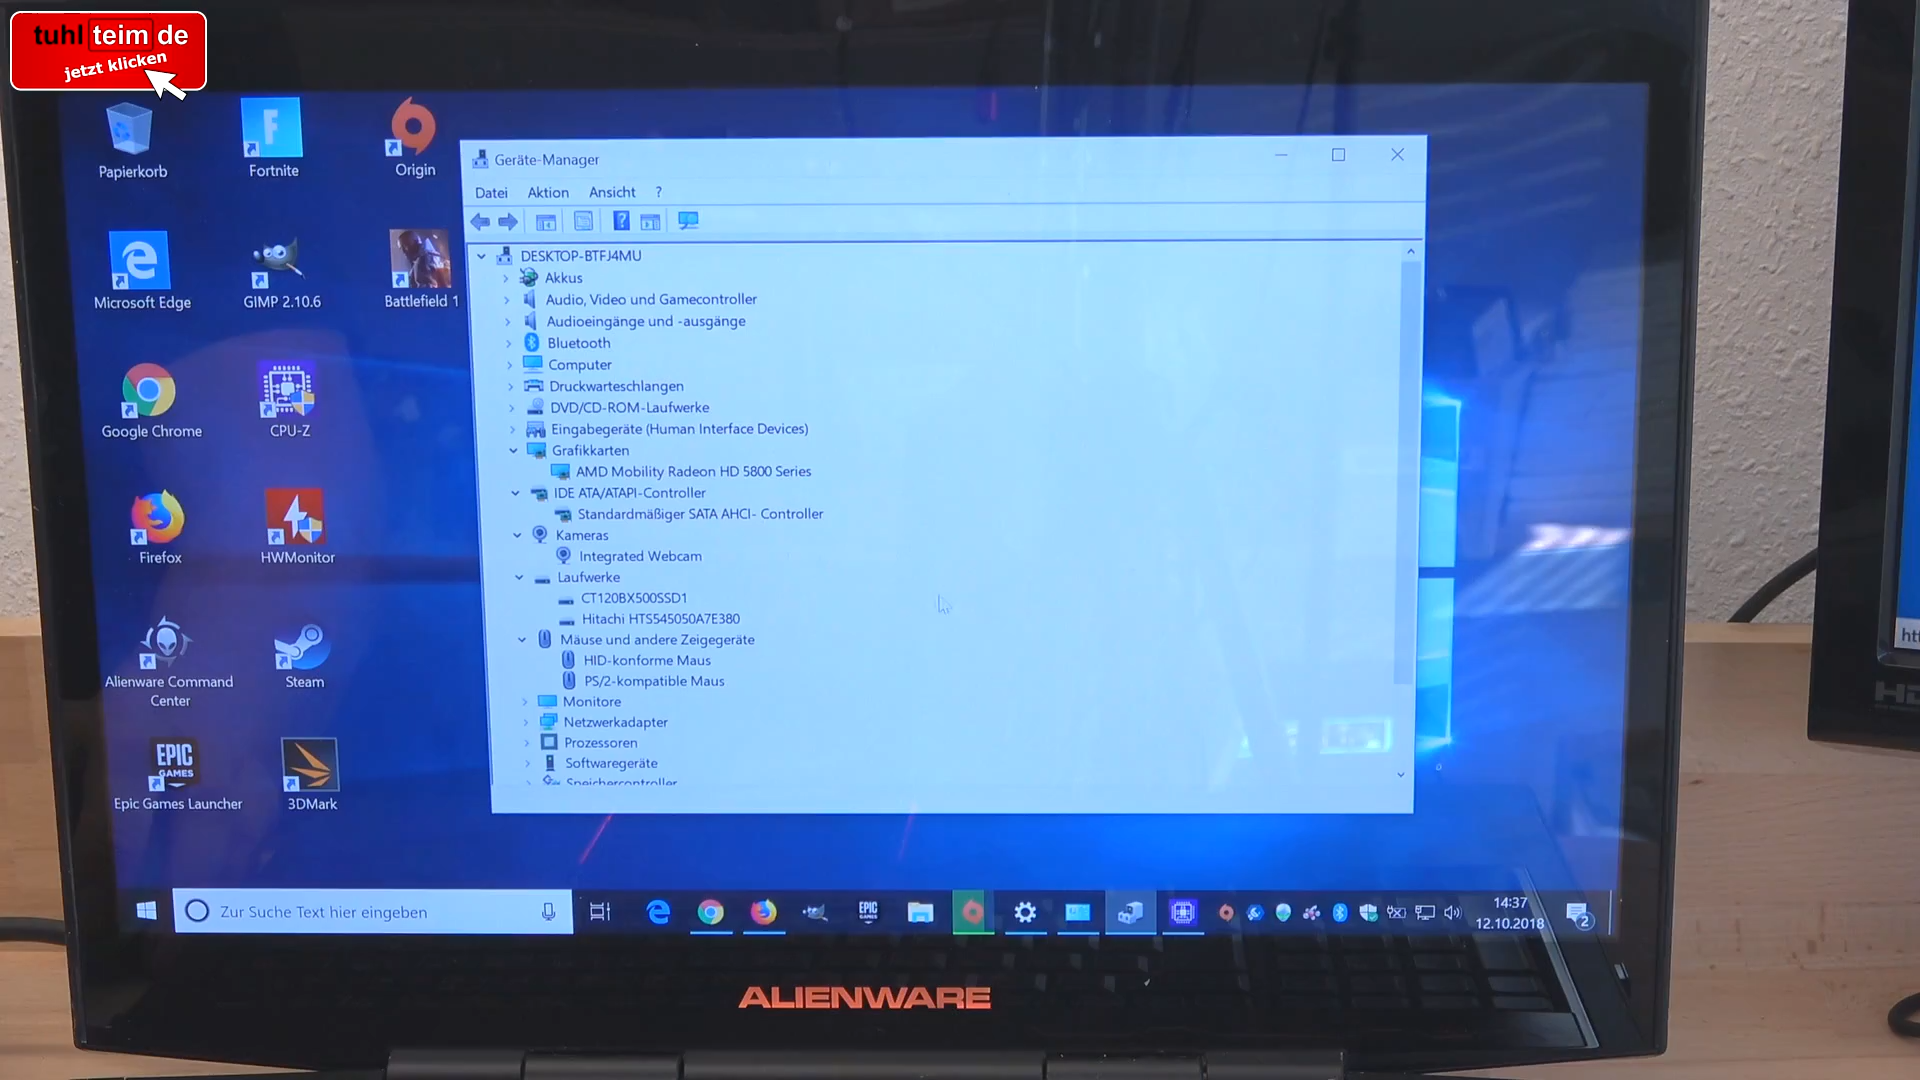 tuhl teim de
jetzt klicken
Papierkorb
Fortnite
Origin
Microsoft Edge
GIMP 2.10.6
Battlefield 1
Google Chrome
CPU-Z
Firefox
HWMonitor
Alienware Command
Center
Steam
EPIC
GAMES
Epic Games Launcher
3DMark
Geräte-Manager
Datei Aktion Ansicht ?
DESKTOP-BTFJ4MU
Akkus
Audio, Video und Gamecontroller
Audioeingänge und -ausgänge
Bluetooth
Computer
Druckwarteschlangen
DVD/CD-ROM-Laufwerke
Eingabegeräte (Human Interface Devices)
Grafikkarten
AMD Mobility Radeon HD 5800 Series
IDE ATA/ATAPI-Controller
Standardmäßiger SATA AHCI- Controller
Kameras
Integrated Webcam
Laufwerke
CT120BX500SSD1
Hitachi HTS545050A7E380
Mäuse und andere Zeigegeräte
HID-konforme Maus
PS/2-kompatible Maus
Monitore
Netzwerkadapter
Prozessoren
Softwaregeräte
Speichercontroller
Zur Suche Text hier eingeben
EPIC
14:37
12.10.2018
2
ALIENWARE